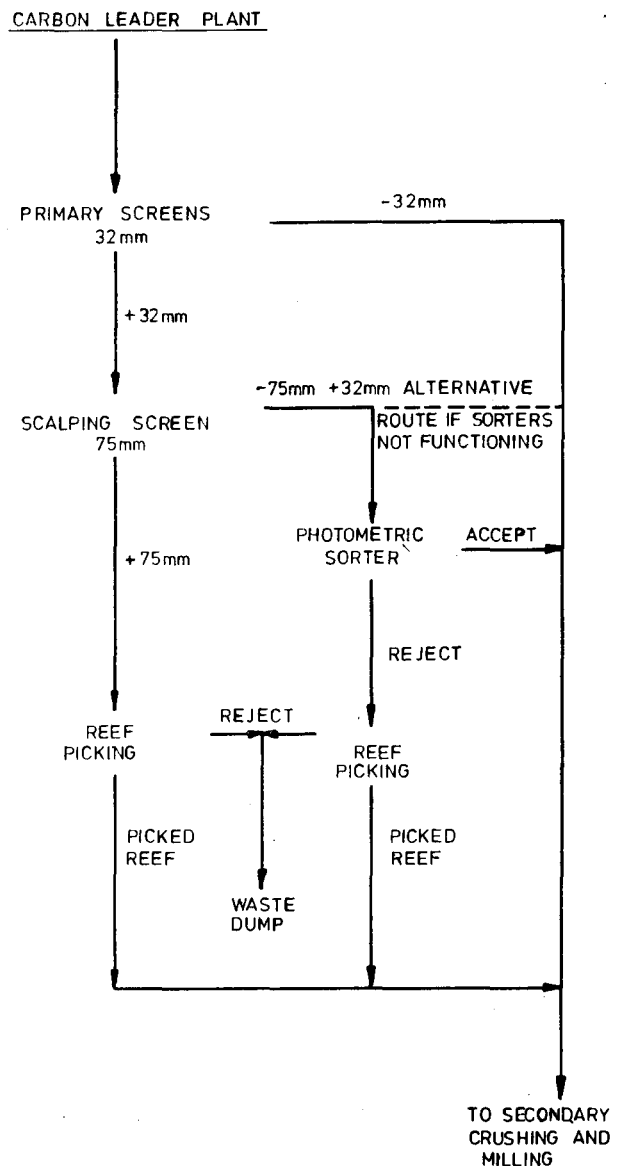 CARBON LEADER PLANT
PRIMARY SCREENS
32mm
-32mm
+32mm
-75mm +32mm ALTERNATIVE
ROUTE IF SORTERS
NOT FUNCTIONING
SCALPING SCREEN
75mm
PHOTOMETRIC
SORTER
ACCEPT
+75mm
REJECT
REJECT
REEF
PICKING
REEF
PICKING
PICKED
REEF
PICKED
REEF
WASTE
DUMP
TO SECONDARY
CRUSHING AND
MILLING